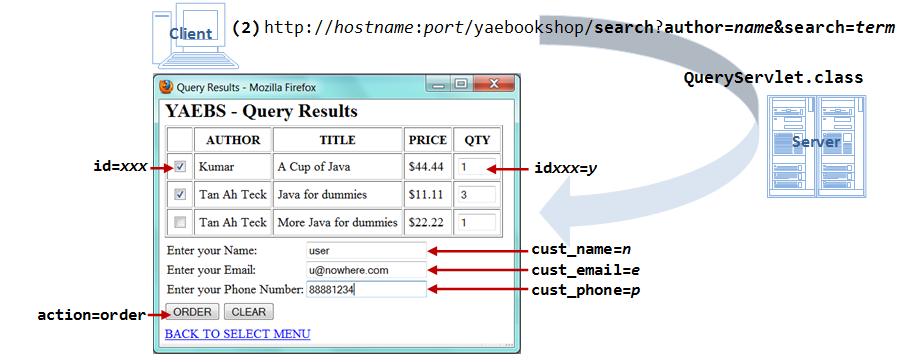 Client
(2) http://hostname:port/yaebookshop/search?author=name&search=term
QueryServlet.class
Server
Query Results - Mozilla Firefox
YAEBS - Query Results
AUTHOR TITLE PRICE QTY
id=xxx Kumar A Cup of Java $44.44 1 idxxx=y
Tan Ah Teck Java for dummies $11.11 3
Tan Ah Teck More Java for dummies $22.22 1
Enter your Name: user cust_name=n
Enter your Email: u@nowhere.com cust_email=e
Enter your Phone Number: 88881234 cust_phone=p
action=order ORDER CLEAR
BACK TO SELECT MENU